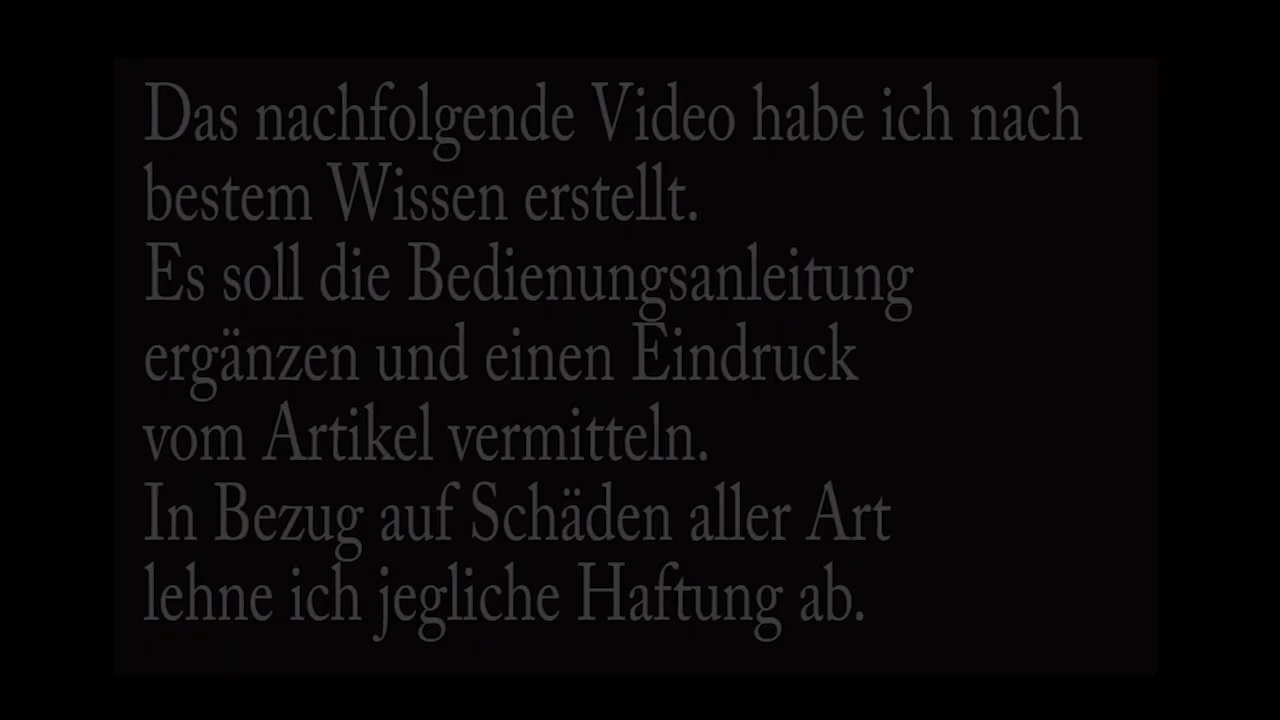 Das nachfolgende Video habe ich nach
bestem Wissen erstellt.
Es soll die Bedienungsanleitung
ergänzen und einen Eindruck
vom Artikel vermitteln.
In Bezug auf Schäden aller Art
lehne ich jegliche Haftung ab.